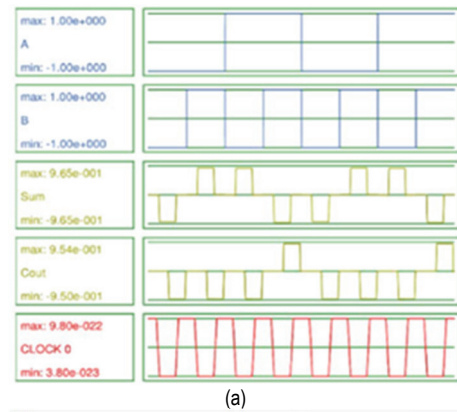 max: 1.00e+000
A
min: -1.00e+000
max: 1.00e+000
B
min: -1.00e+000
max: 9.65e-001
Sum
min: -9.65e-001
max: 9.54e-001
Cout
min: -9.50e-001
max: 9.80e-022
CLOCK 0
min: 3.80e-023
(a)